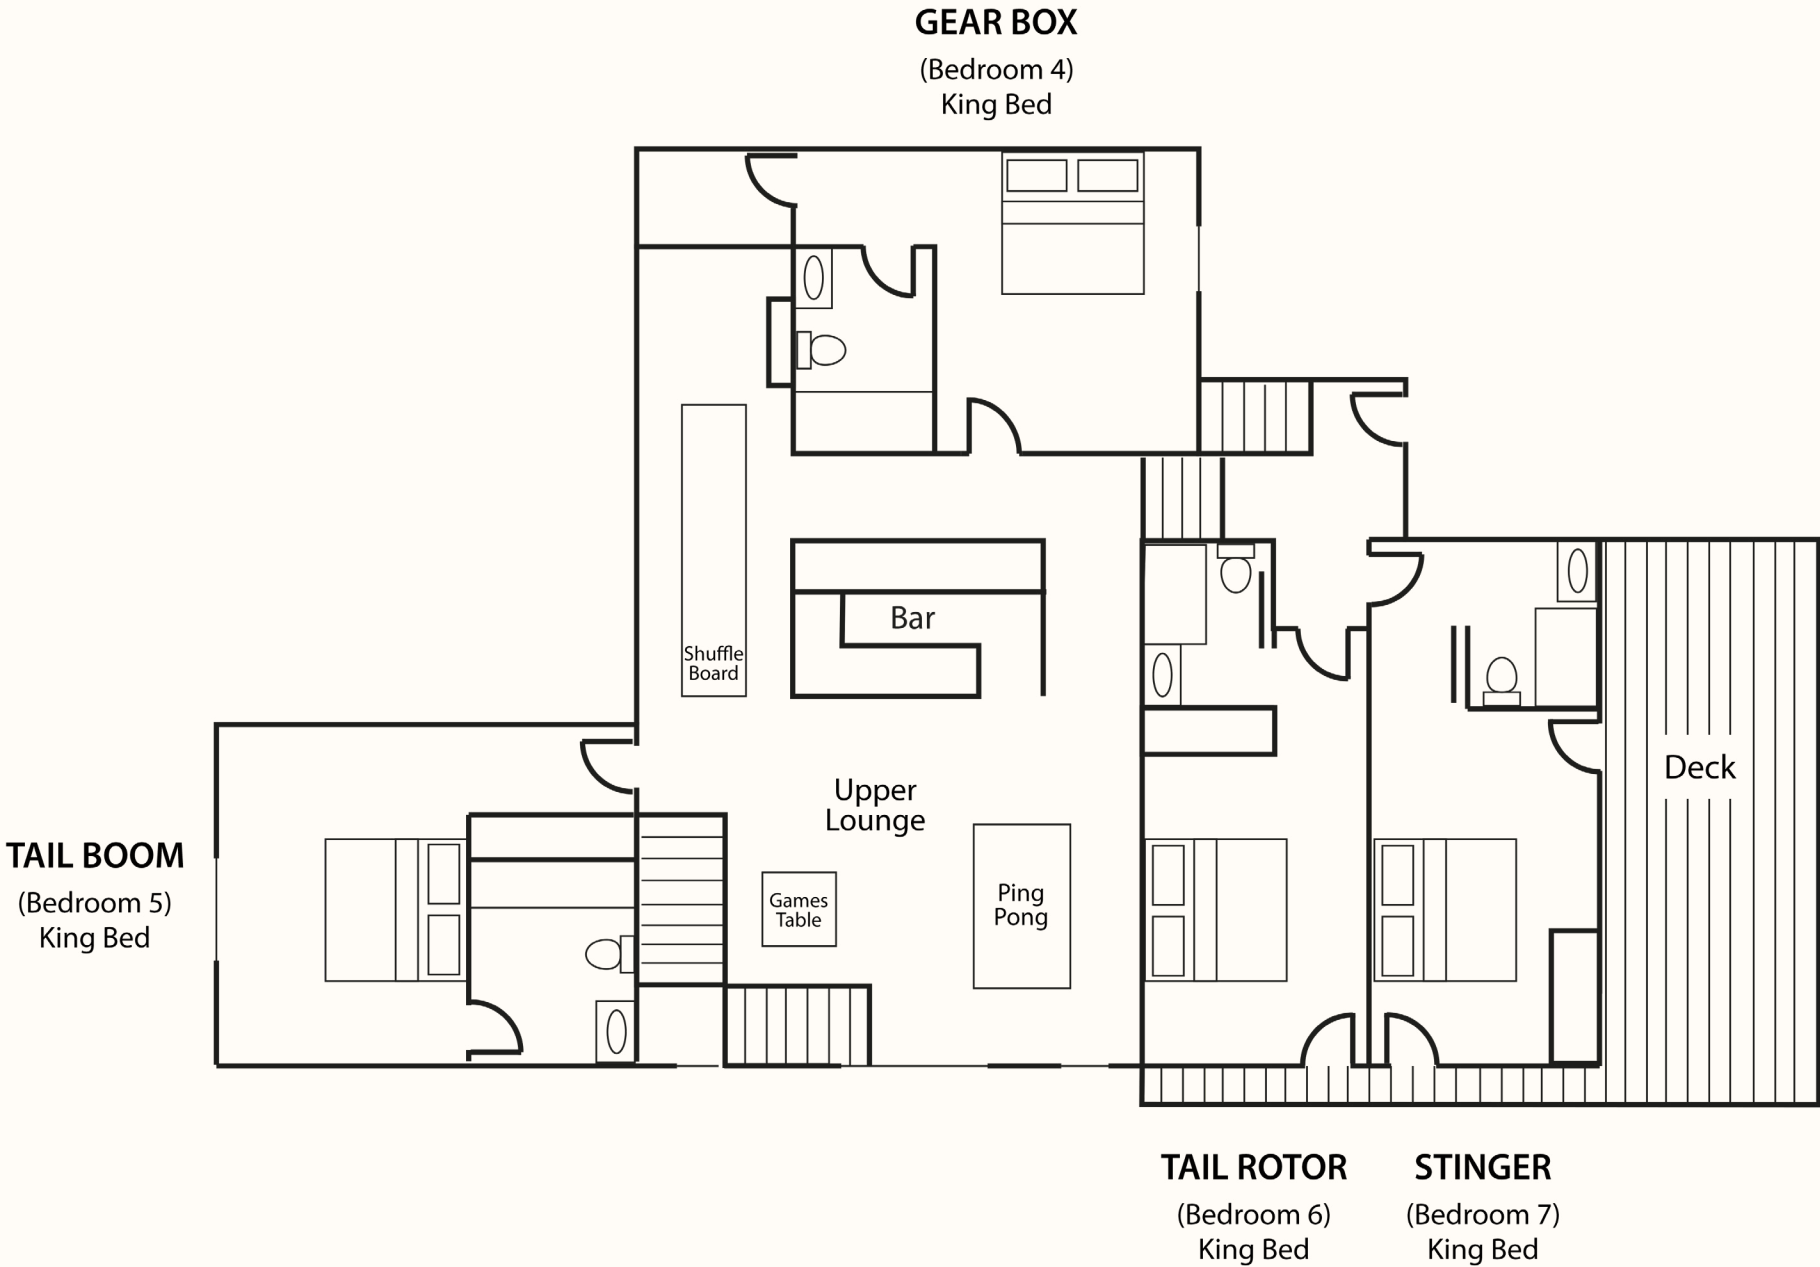 GEAR BOX
(Bedroom 4)
King Bed
Bar
Shuffle
Board
Upper
Lounge
Deck
TAIL BOOM
(Bedroom 5)
King Bed
Games
Table
Ping
Pong
TAIL ROTOR
(Bedroom 6)
King Bed
STINGER
(Bedroom 7)
King Bed